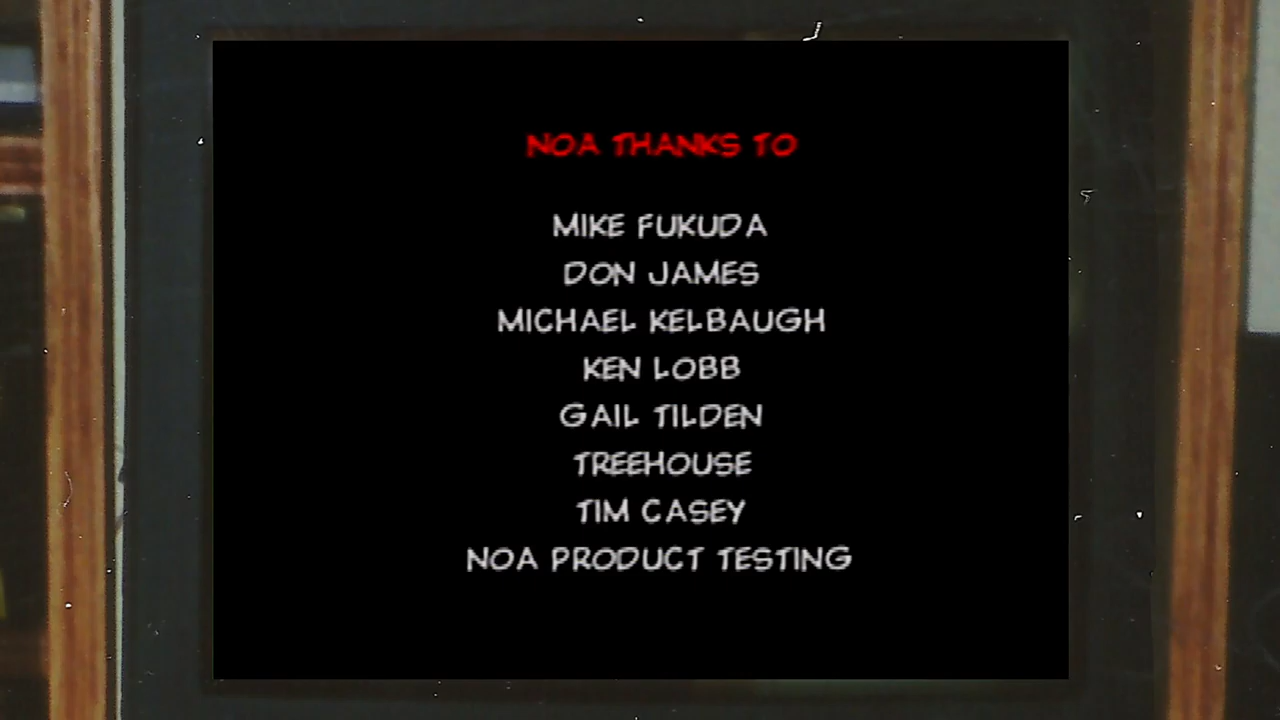 NOA THANKS TO
MIKE FUKUDA
DON JAMES
MICHAEL KELBAUGH
KEN LOBB
GAIL TILDEN
TREEHOUSE
TIM CASEY
NOA PRODUCT TESTING